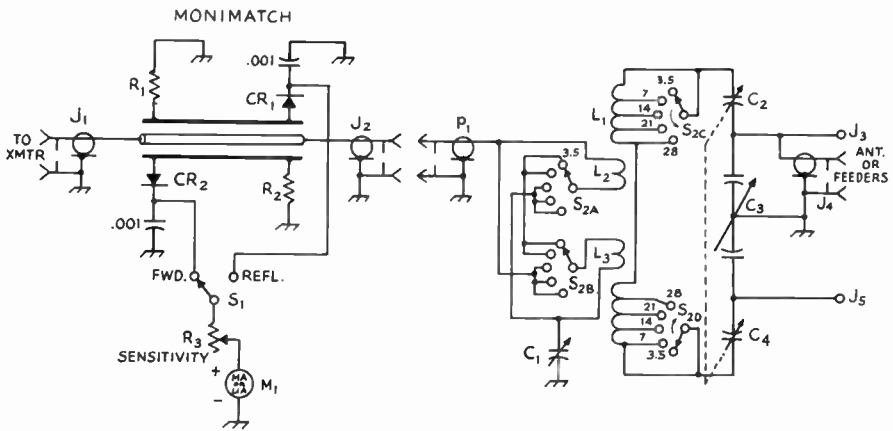 MONIMATCH
.001
R1
CR1
J1
J2
P1
TO
XMTR
CR2
R2
.001
FWD.
REFL.
S1
R3
SENSITIVITY
+
-
MA
OR
μA
M1
3.5
S2A
L2
S2B
3.5
L3
C1
L1
3.5
7
14
21
28
S2C
28
21
14
7
3.5
S2D
C2
C3
C4
J3
ANT.
OR
FEEDERS
J4
J5